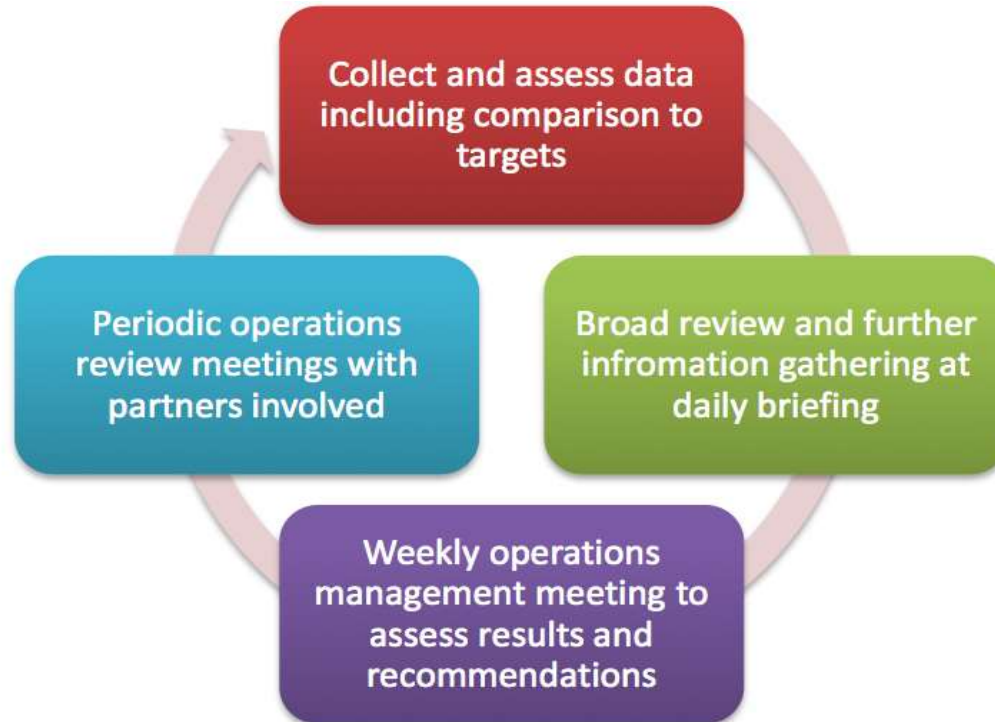 Collect and assess data
including comparison to
targets
Broad review and further
infromation gathering at
daily briefing
Weekly operations
management meeting to
assess results and
recommendations
Periodic operations
review meetings with
partners involved